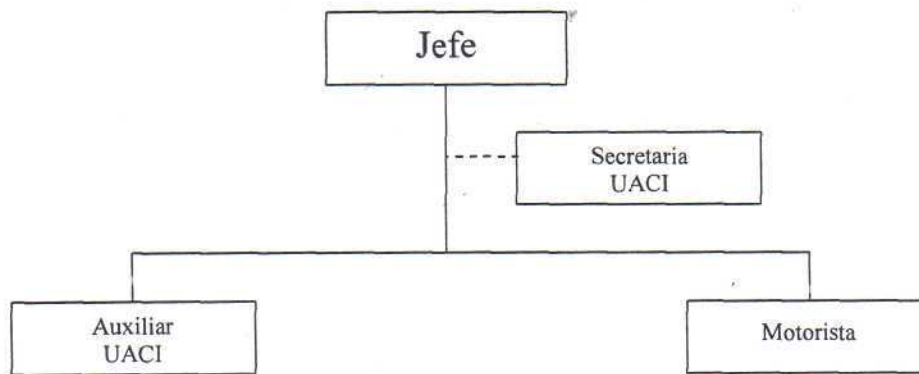 Jefe
Secretaria
UACI
Auxiliar
UACI
Motorista